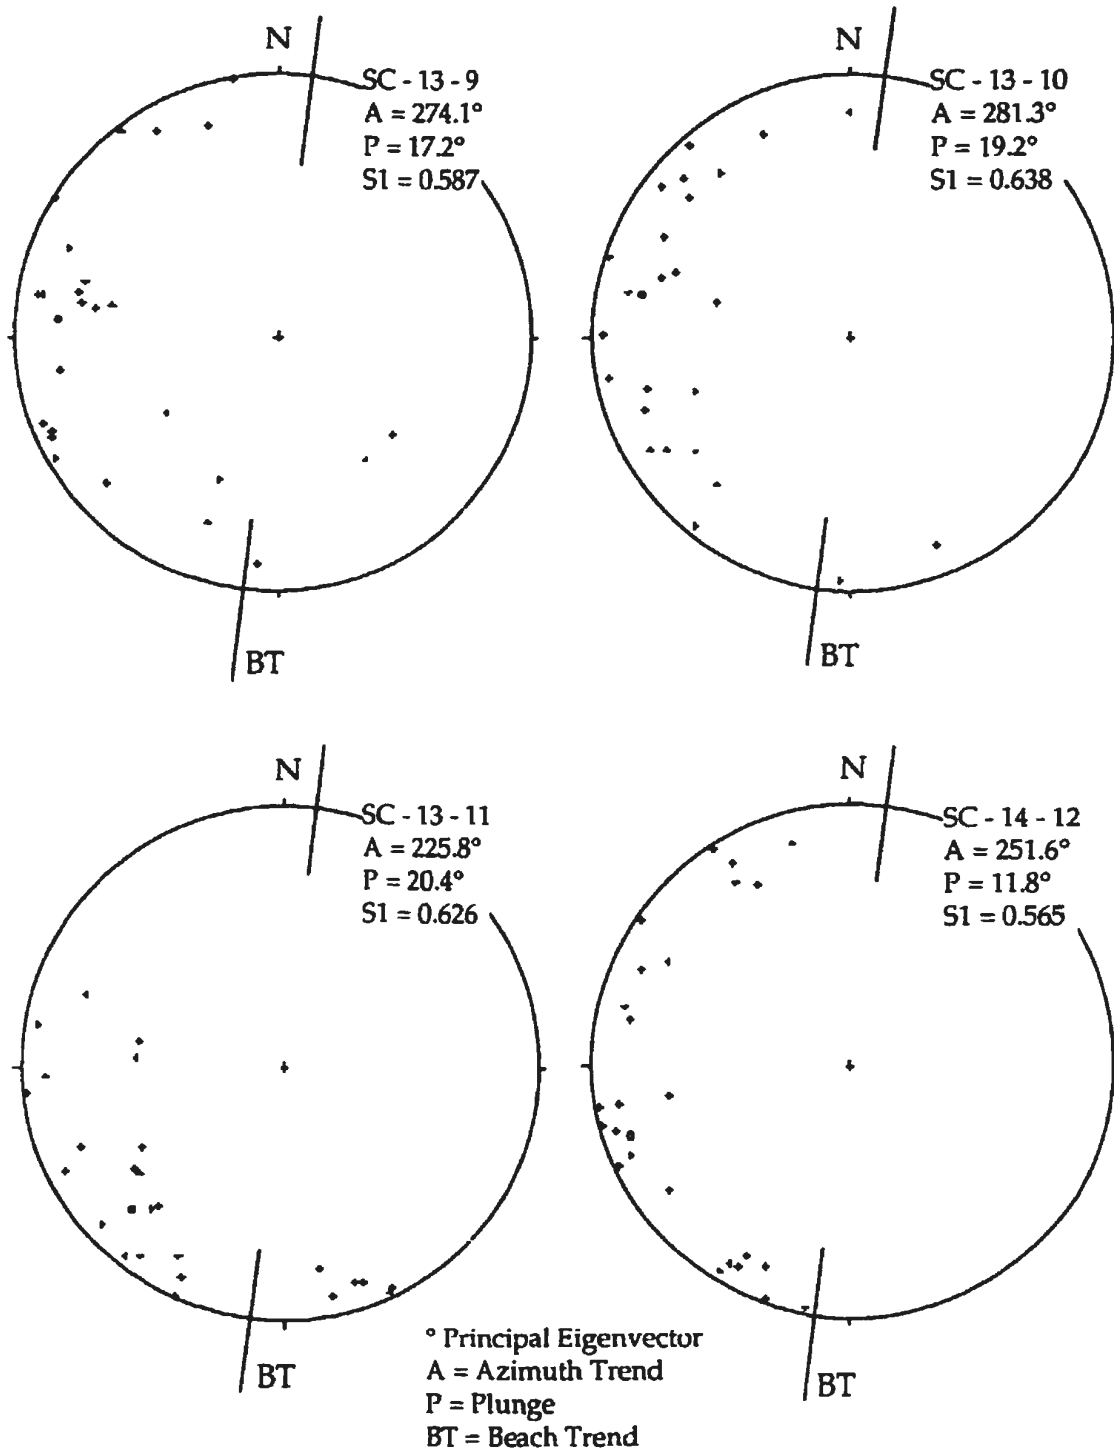 N
SC - 13 - 9
A = 274.1°
P = 17.2°
S1 = 0.587
BT
N
SC - 13 - 10
A = 281.3°
P = 19.2°
S1 = 0.638
BT
N
SC - 13 - 11
A = 225.8°
P = 20.4°
S1 = 0.626
BT
N
SC - 14 - 12
A = 251.6°
P = 11.8°
S1 = 0.565
BT
° Principal Eigenvector
A = Azimuth Trend
P = Plunge
BT = Beach Trend